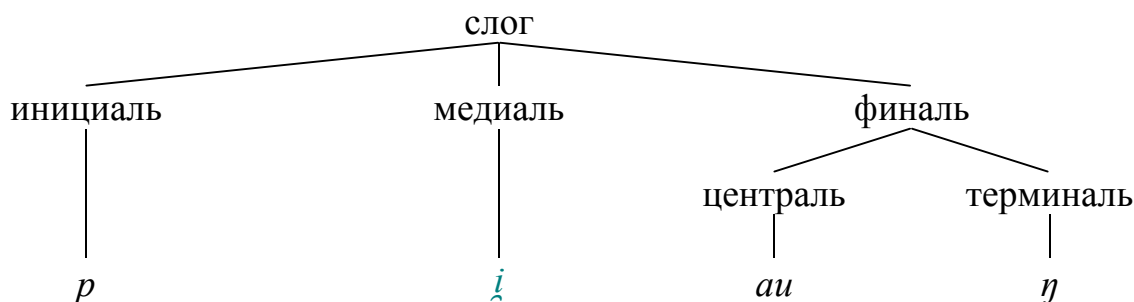 слог
инициаль медиаль финаль
централь терминаль
p i̯ au ŋ